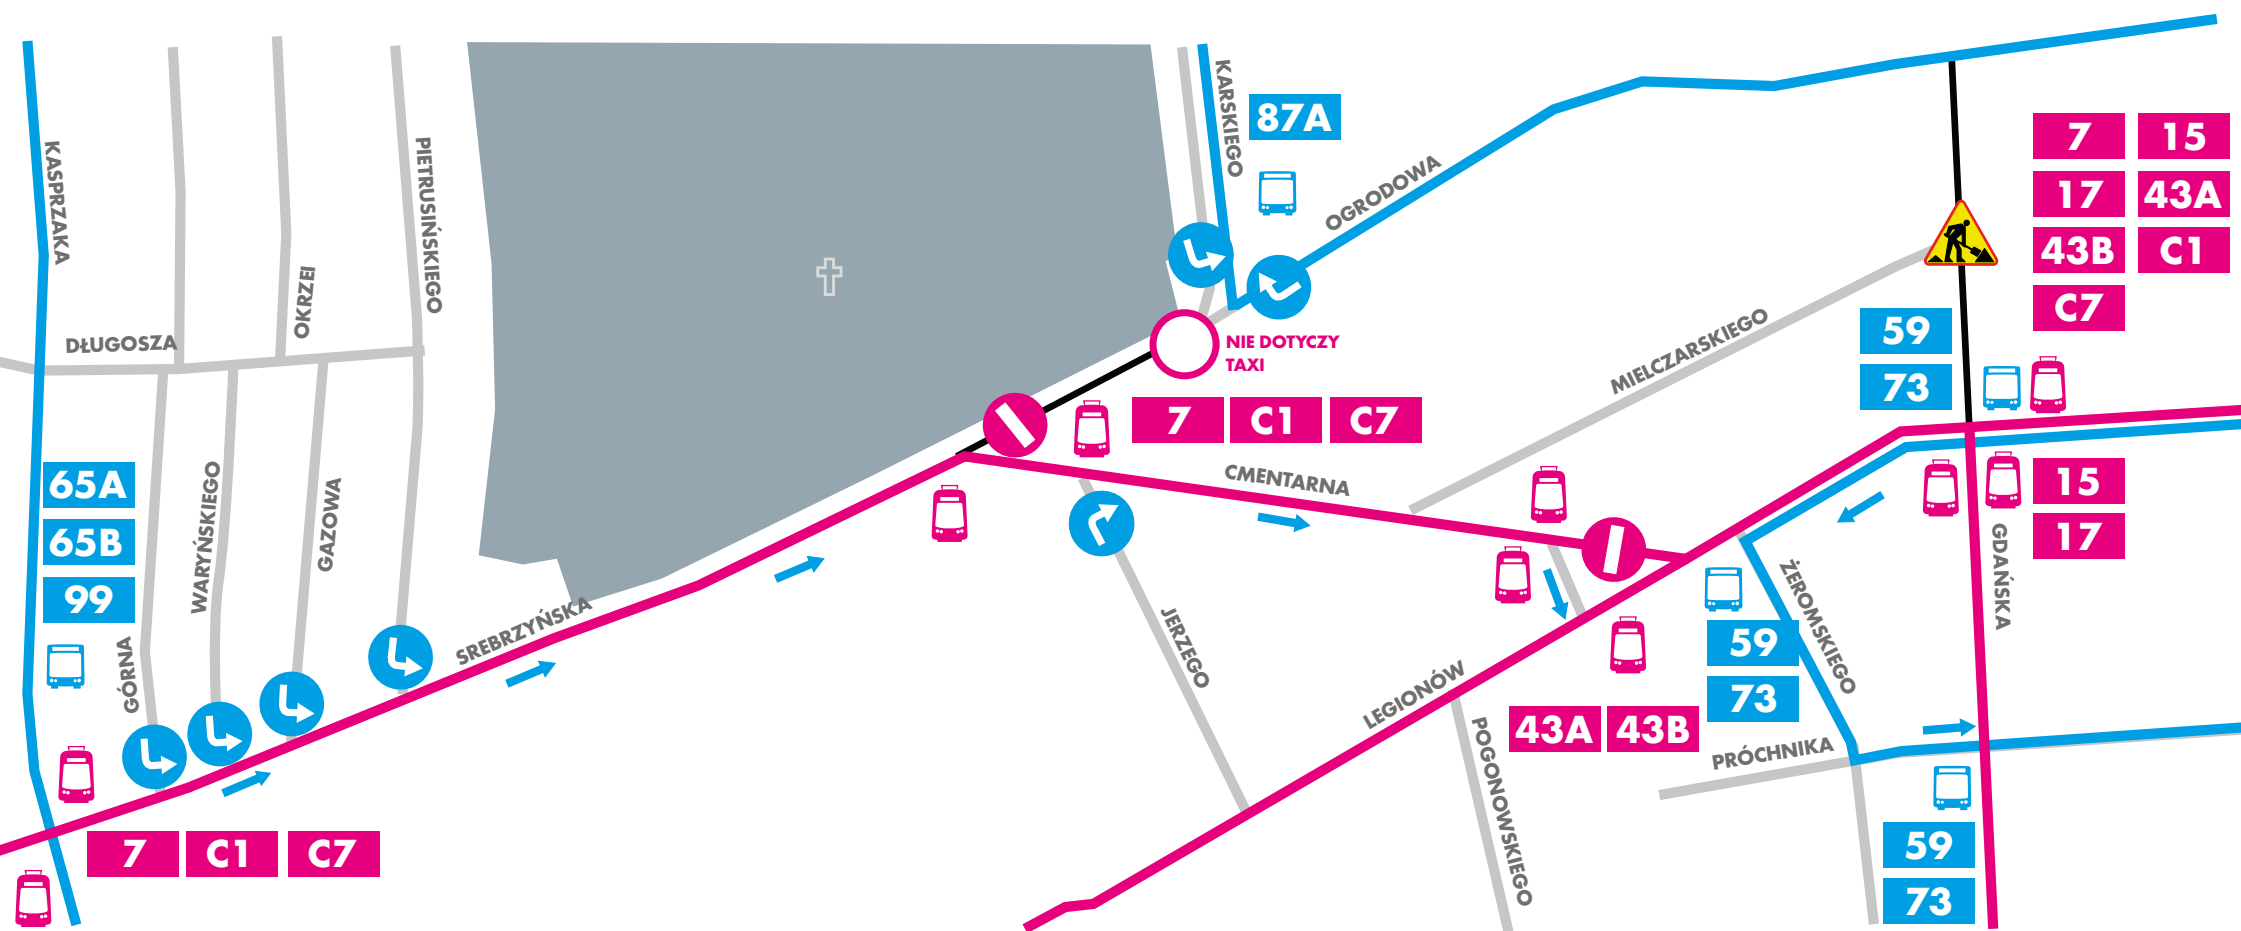 KASPRZAKA
DŁUGOSZA
OKRZEI
PIETRUSIŃSKIEGO
KARSKIEGO
87A
OGRODOWA
NIE DOTYCZY
TAXI
7 C1 C7
MIELCZARSKIEGO
7 15
17 43A
43B C1
C7
59
73
65A
65B
99
GÓRNA
WARYŃSKIEGO
GAZOWA
SREBRZYŃSKA
CMENTARNA
JERZEGO
LEGIONÓW
POGONOWSKIEGO
43A 43B
59
73
ŻEROMSKIEGO
PRÓCHNIKA
GDAŃSKA
15
17
59
73
7 C1 C7